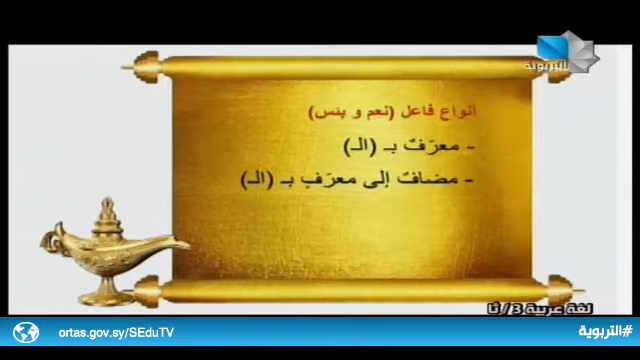 التربوية
أنواع فاعل (نعم و بئس)
- معرّفٌ بـ (الـ)
- مضافٌ إلى معرّفٍ بـ (الـ)
لغة عربية 3 / ثا
ortas.gov.sy/SEduTV
#التربوية